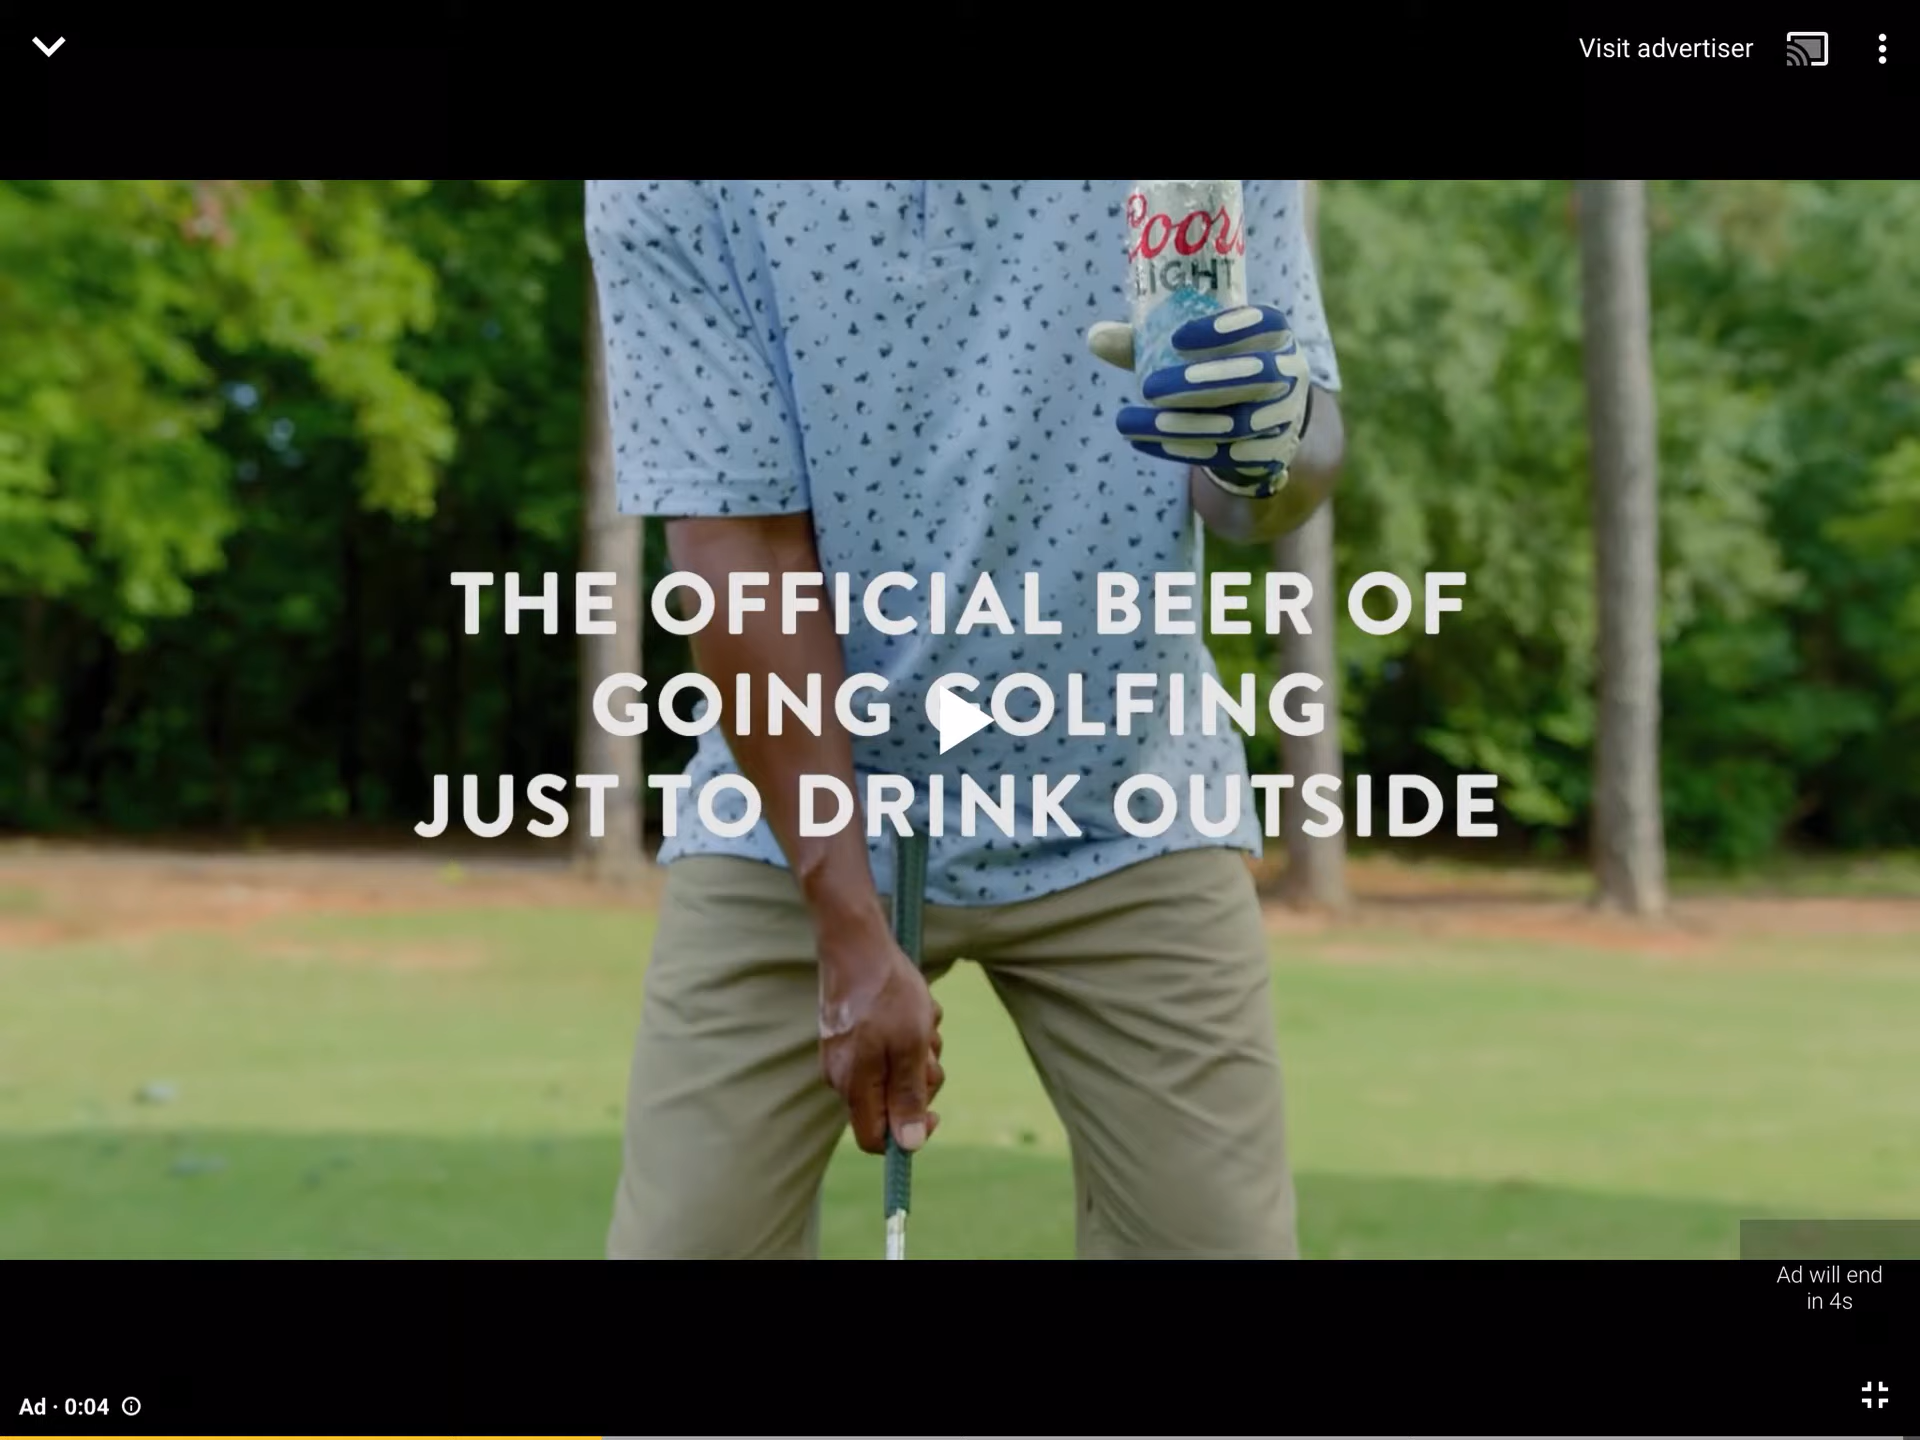 Visit advertiser
Coors
LIGHT
THE OFFICIAL BEER OF
GOING GOLFING
JUST TO DRINK OUTSIDE
Ad will end
in 4s
Ad · 0:04